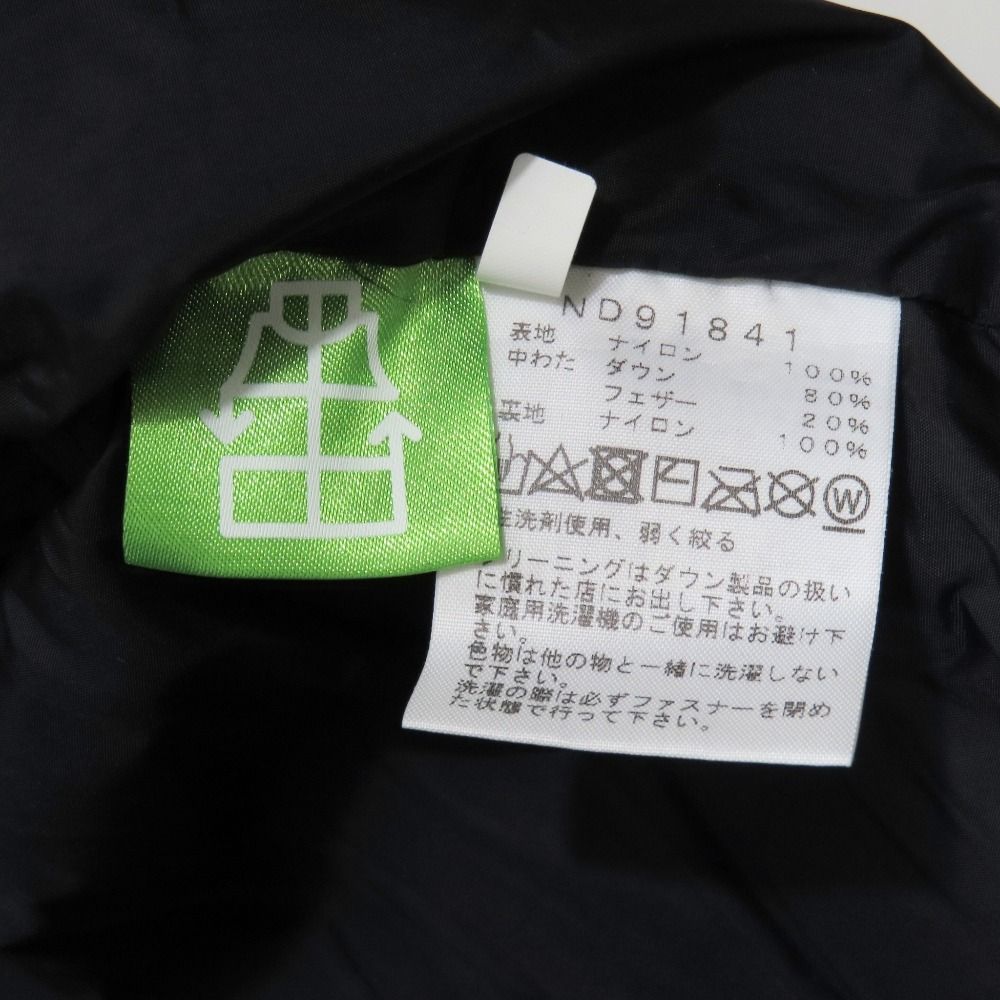 ND91841
表地 ナイロン 100%
中わた ダウン 80%
フェザー 20%
裏地 ナイロン 100%
W
性洗剤使用、弱く絞る
クリーニングはダウン製品の扱い
に慣れた店にお出し下さい。
家庭用洗濯機のご使用はお避け下
さい。
色物は他の物と一緒に洗濯しない
で下さい。
洗濯の際は必ずファスナーを閉め
た状態で行って下さい。